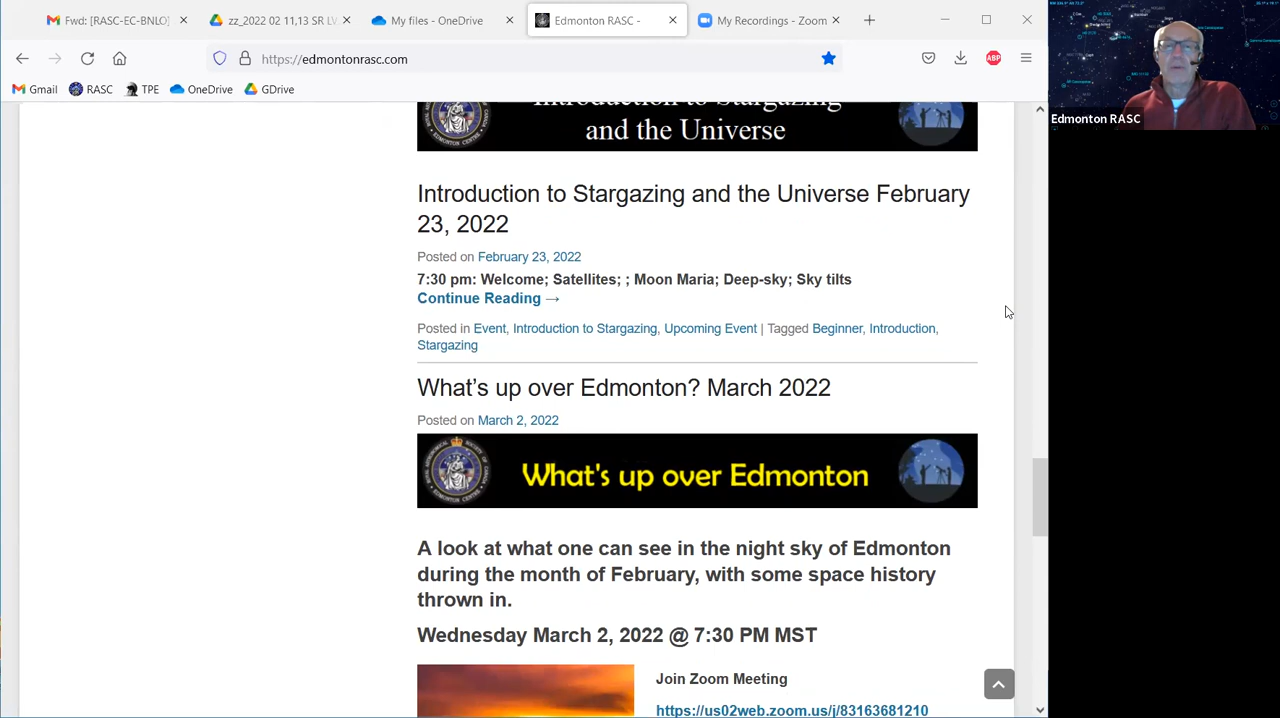 Fwd: [RASC-EC-BNLO]
zz_2022 02 11,13 SR LV
My files - OneDrive
Edmonton RASC -
My Recordings - Zoom
https://edmontonrasc.com
ABP
Gmail
RASC
TPE
OneDrive
GDrive
Edmonton RASC
Introduction to Stargazing
and the Universe
Introduction to Stargazing and the Universe February
23, 2022
Posted on February 23, 2022
7:30 pm: Welcome; Satellites; ; Moon Maria; Deep-sky; Sky tilts
Continue Reading →
Posted in Event, Introduction to Stargazing, Upcoming Event | Tagged Beginner, Introduction,
Stargazing
What's up over Edmonton? March 2022
Posted on March 2, 2022
What's up over Edmonton
A look at what one can see in the night sky of Edmonton
during the month of February, with some space history
thrown in.
Wednesday March 2, 2022 @ 7:30 PM MST
Join Zoom Meeting
https://us02web.zoom.us/j/83163681210